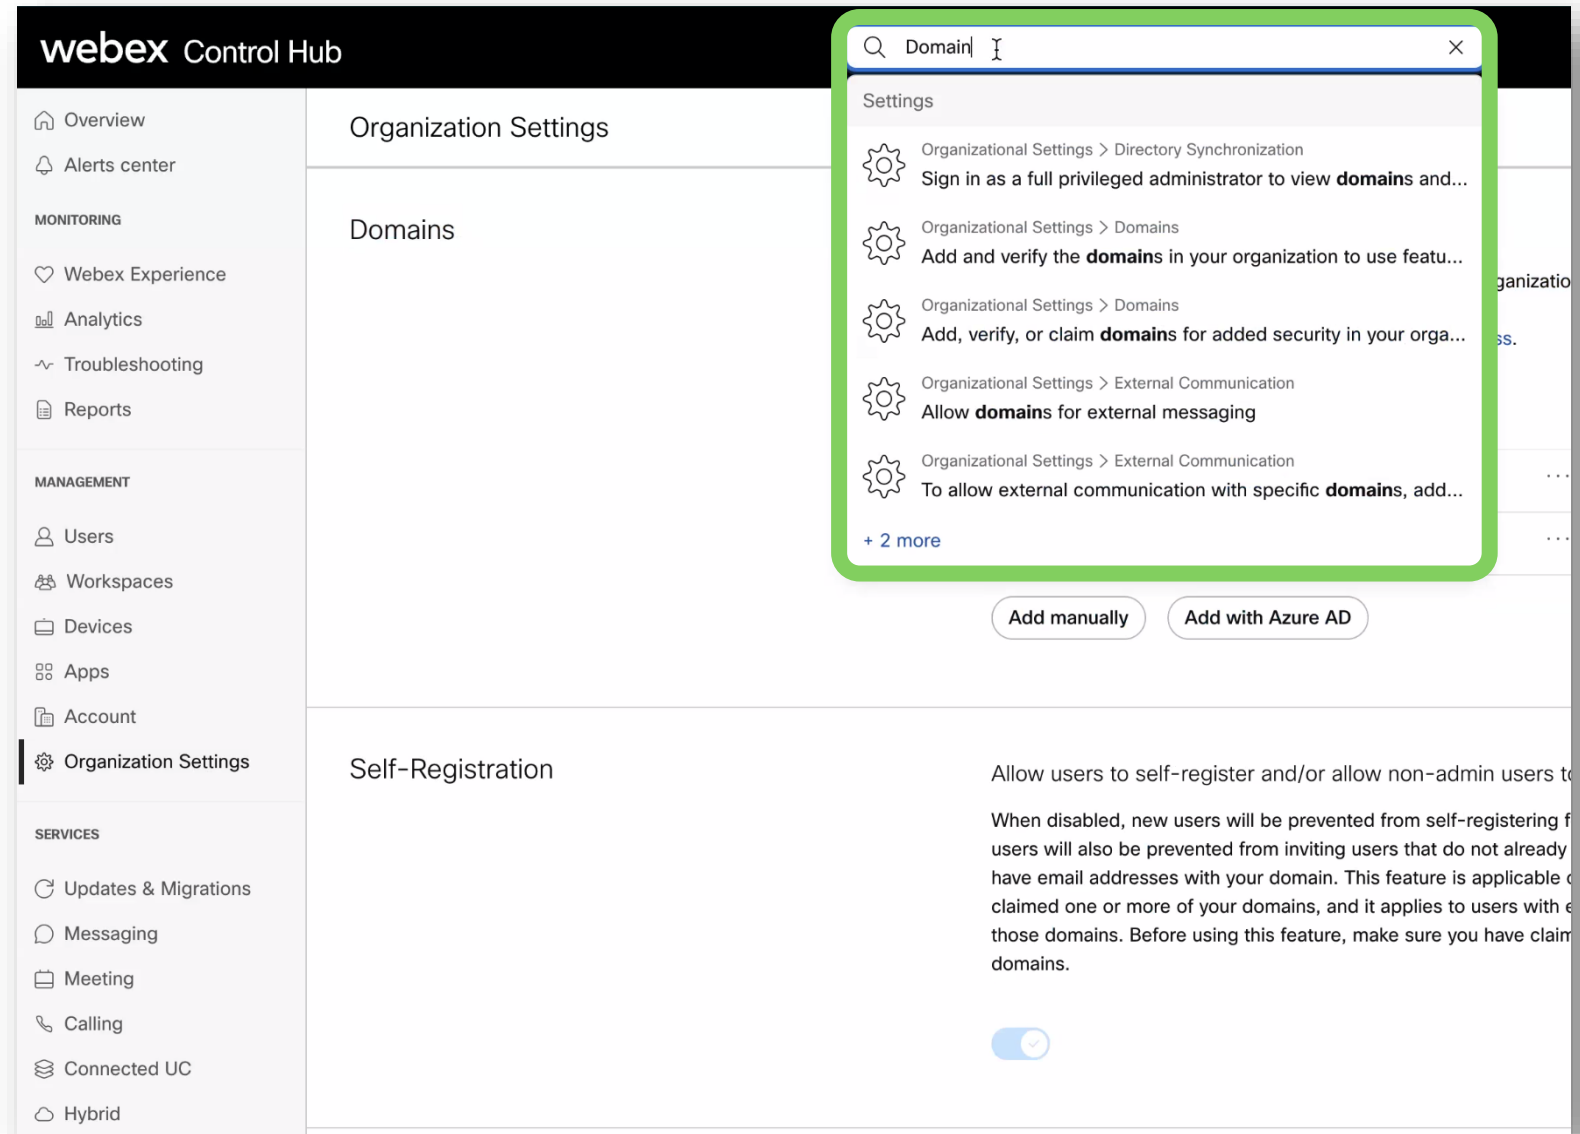 webex Control Hub
Domain
Overview
Alerts center
MONITORING
Webex Experience
Analytics
Troubleshooting
Reports
MANAGEMENT
Users
Workspaces
Devices
Apps
Account
Organization Settings
SERVICES
Updates & Migrations
Messaging
Meeting
Calling
Connected UC
Hybrid
Organization Settings
Domains
Settings
Organizational Settings > Directory Synchronization
Sign in as a full privileged administrator to view domains and...
Organizational Settings > Domains
Add and verify the domains in your organization to use featu...
Organizational Settings > Domains
Add, verify, or claim domains for added security in your orga...
Organizational Settings > External Communication
Allow domains for external messaging
Organizational Settings > External Communication
To allow external communication with specific domains, add...
+ 2 more
ganizatio
ss.
...
...
Add manually
Add with Azure AD
Self-Registration
Allow users to self-register and/or allow non-admin users to
When disabled, new users will be prevented from self-registering f
users will also be prevented from inviting users that do not already
have email addresses with your domain. This feature is applicable
claimed one or more of your domains, and it applies to users with e
those domains. Before using this feature, make sure you have claim
domains.